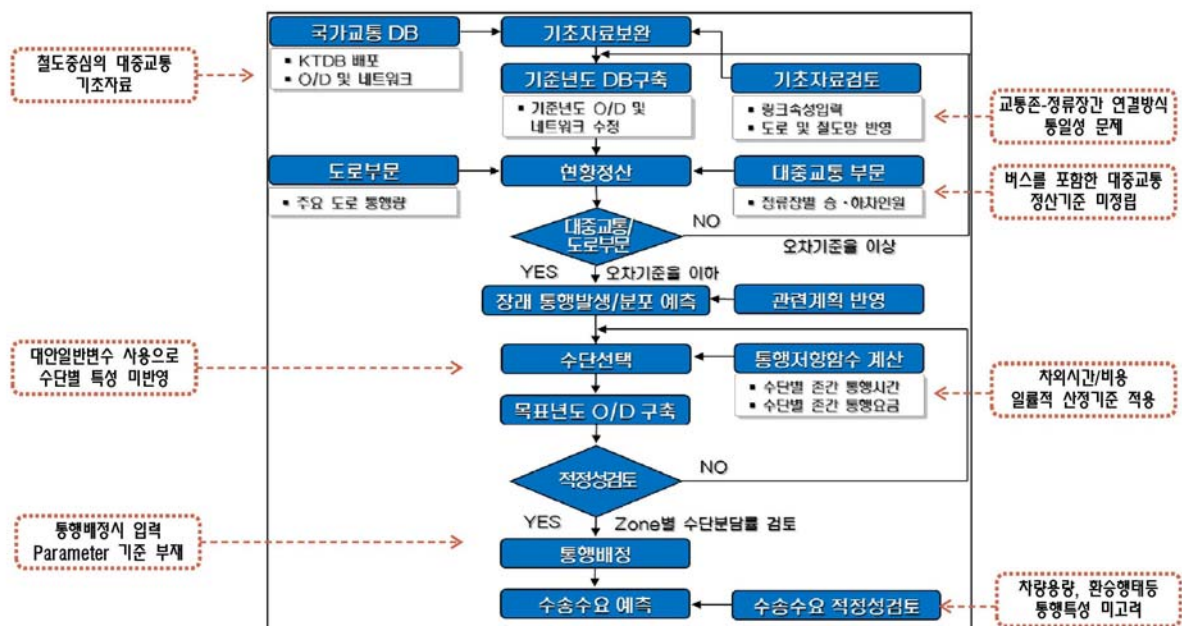 국가교통 DB
기초자료보완
▪ KTDB 배포
▪ O/D 및 네트워크
철도중심의 대중교통
기초자료
기준년도 DB구축
▪ 기준년도 O/D 및
네트워크 수정
기초자료검토
▪ 링크속성입력
▪ 도로 및 철도망 반영
교통존-정류장간 연결방식
통일성 문제
도로부문
▪ 주요 도로 통행량
현황정산
대중교통 부문
▪ 정류장별 승·하차인원
버스를 포함한 대중교통
정산기준 미정립
대중교통/
도로부문
NO
오차기준율 이상
YES
오차기준율 이하
장래 통행발생/분포 예측
관련계획 반영
대안일반변수 사용으로
수단별 특성 미반영
수단선택
통행저항함수 계산
▪ 수단별 존간 통행시간
▪ 수단별 존간 통행요금
차외시간/비용
일률적 산정기준 적용
목표년도 O/D 구축
적정성검토
NO
YES
Zone별 수단분담률 검토
통행배정시 입력
Parameter 기준 부재
통행배정
수송수요 예측
수송수요 적정성검토
차량용량, 환승행태등
통행특성 미고려